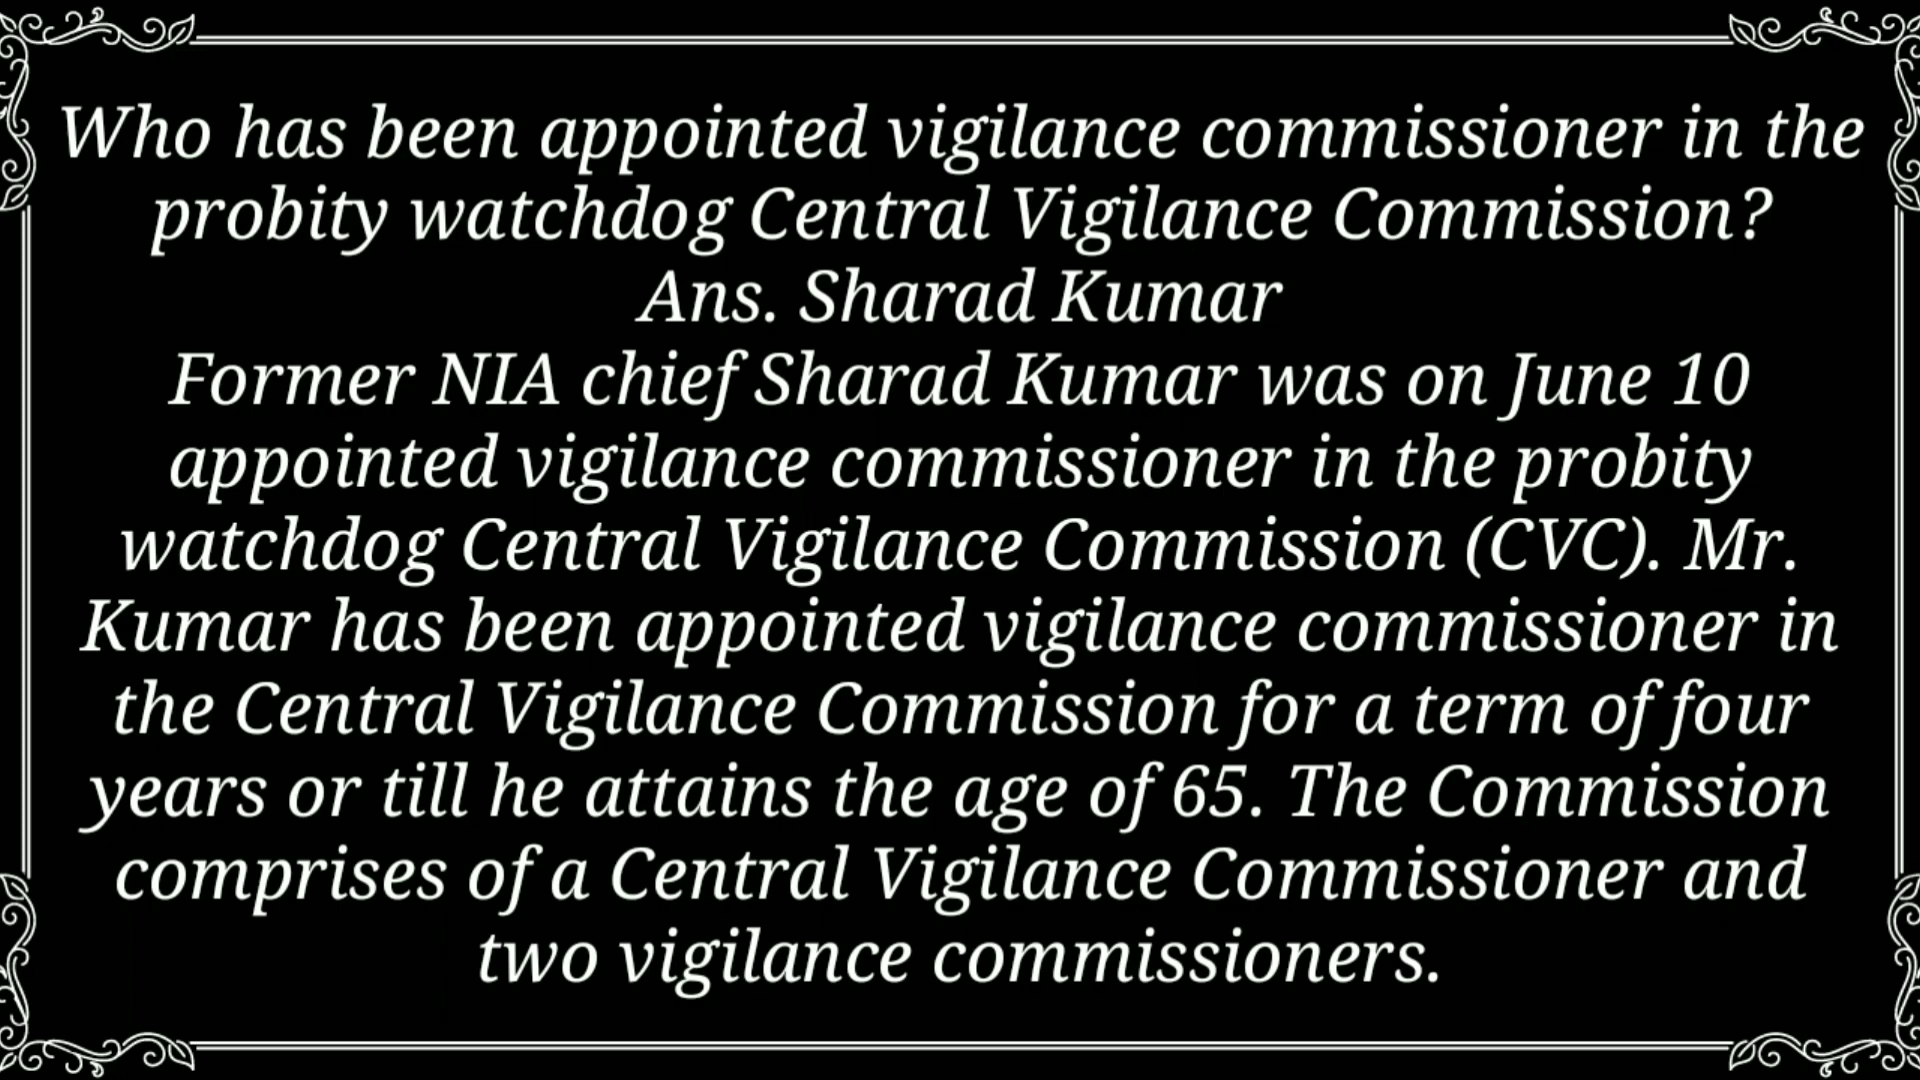 Who has been appointed vigilance commissioner in the
probity watchdog Central Vigilance Commission?
Ans. Sharad Kumar
Former NIA chief Sharad Kumar was on June 10
appointed vigilance commissioner in the probity
watchdog Central Vigilance Commission (CVC). Mr.
Kumar has been appointed vigilance commissioner in
the Central Vigilance Commission for a term of four
years or till he attains the age of 65. The Commission
comprises of a Central Vigilance Commissioner and
two vigilance commissioners.